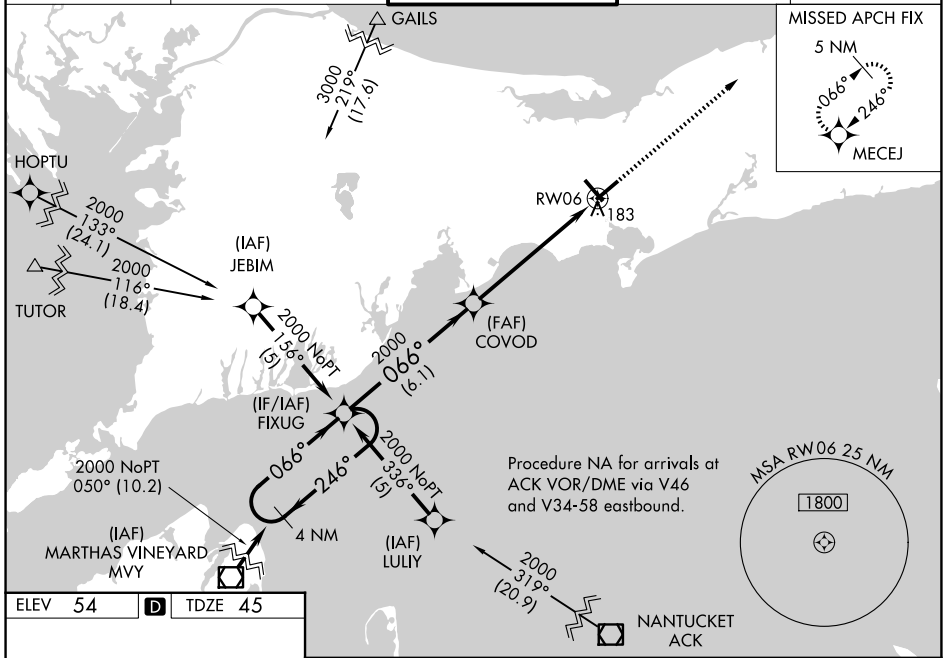 GAILS
3000
219°
(17.6)
MISSED APCH FIX
5 NM
066°
246°
MECEJ
HOPTU
2000
133°
(24.1)
2000
116°
(18.4)
TUTOR
(IAF)
JEBIM
RW06
183
2000 NoPT
156°
(5)
(FAF)
COVOD
2000
066°
(6.1)
(IF/IAF)
FIXUG
066°
246°
4 NM
2000 NoPT
336°
(5)
2000 NoPT
050° (10.2)
(IAF)
MARTHAS VINEYARD
MVY
(IAF)
LULIY
Procedure NA for arrivals at
ACK VOR/DME via V46
and V34-58 eastbound.
MSA RW06 25 NM
1800
2000
319°
(20.9)
NANTUCKET
ACK
ELEV 54 D TDZE 45